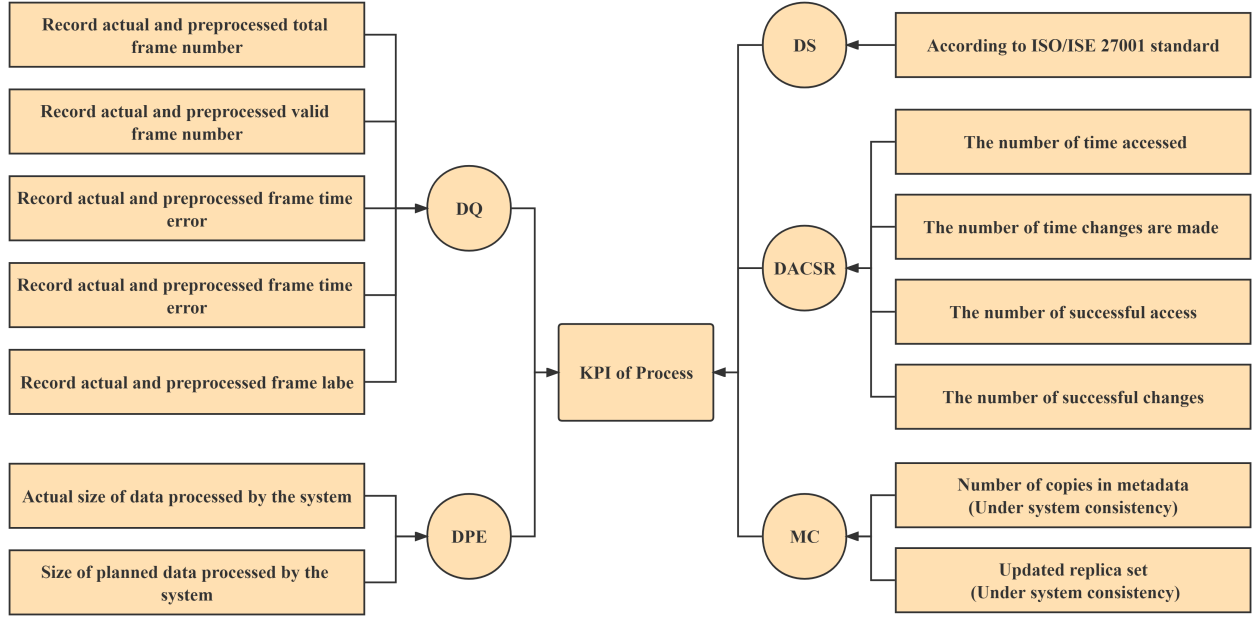 Record actual and preprocessed total
frame number
Record actual and preprocessed valid
frame number
Record actual and preprocessed frame time
error
Record actual and preprocessed frame time
error
Record actual and preprocessed frame labe
Actual size of data processed by the system
Size of planned data processed by the
system
DQ
DPE
KPI of Process
DS
DACSR
MC
According to ISO/ISE 27001 standard
The number of time accessed
The number of time changes are made
The number of successful access
The number of successful changes
Number of copies in metadata
(Under system consistency)
Updated replica set
(Under system consistency)